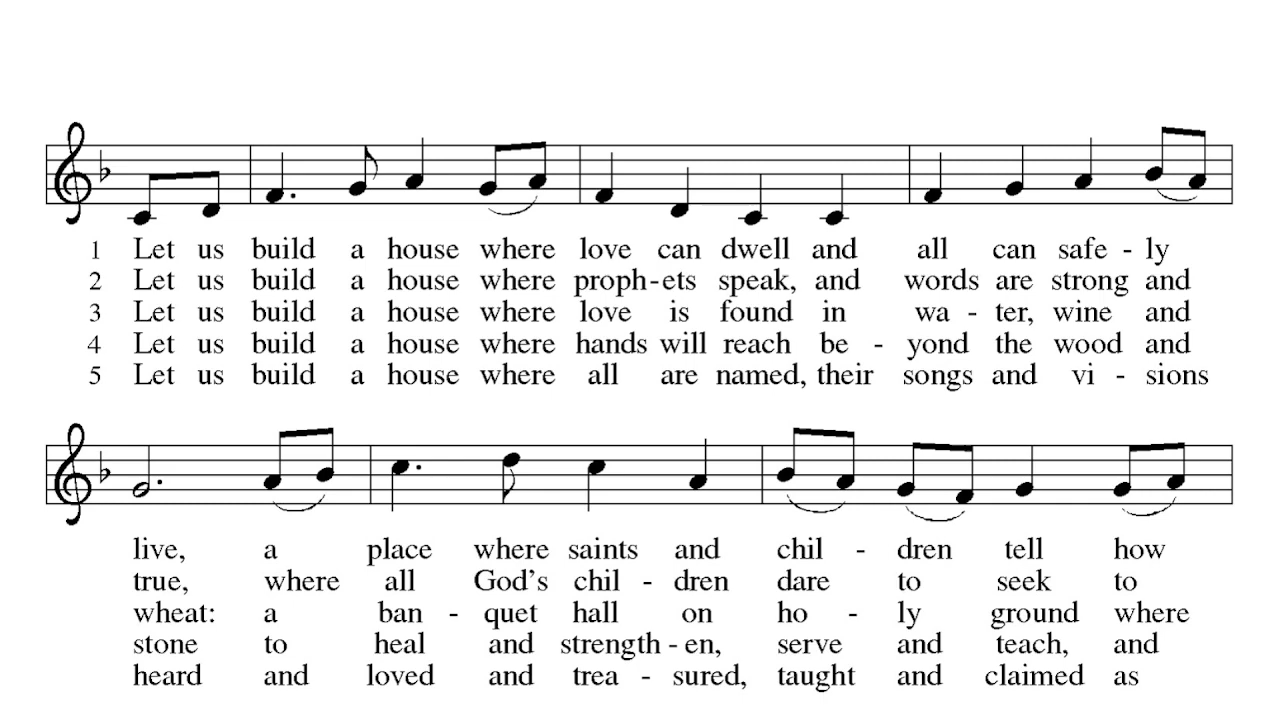 1 Let us build a house where love can dwell and all can safe - ly
2 Let us build a house where proph - ets speak, and words are strong and
3 Let us build a house where love is found in wa - ter, wine and
4 Let us build a house where hands will reach be - yond the wood and
5 Let us build a house where all are named, their songs and vi - sions
live, a place where saints and chil - dren tell how
true, where all God's chil - dren dare to seek to
wheat: a ban - quet hall on ho - ly ground where
stone to heal and strength - en, serve and teach, and
heard and loved and trea - sured, taught and claimed as